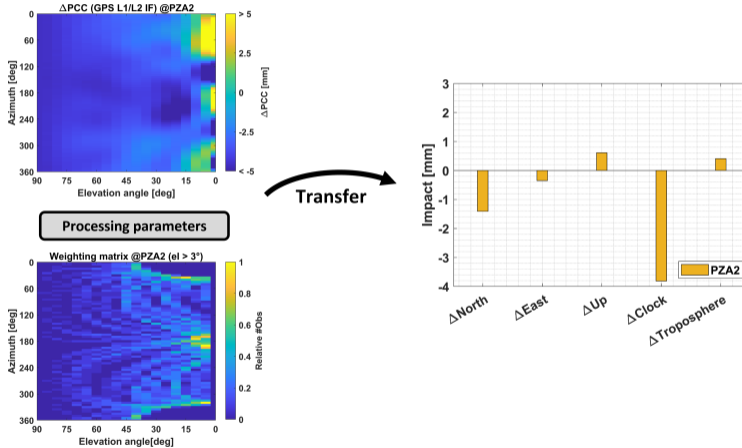 ΔPCC (GPS L1/L2 IF) @PZA2
0
60
120
180
240
300
360
Azimuth [deg]
90 75 60 45 30 15 0
Elevation angle [deg]
> 5
2.5
0
-2.5
< -5
ΔPCC [mm]
Processing parameters
Weighting matrix @PZA2 (el > 3°)
0
60
120
180
240
300
360
Azimuth [deg]
90 75 60 45 30 15 0
Elevation angle[deg]
1
0.8
0.6
0.4
0.2
0
Relative #Obs
Transfer
3
2
1
0
-1
-2
-3
-4
Impact [mm]
PZA2
ΔNorth
ΔEast
ΔUp
ΔClock
ΔTroposphere